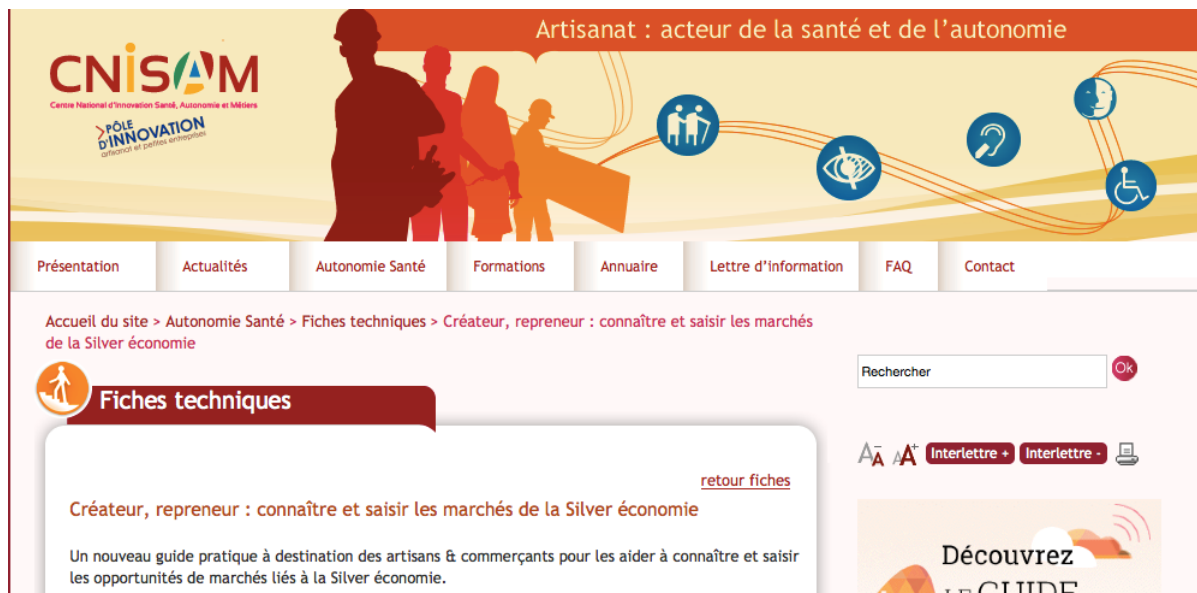 Artisanat : acteur de la santé et de l'autonomie
CNiSAM
Centre National d'Innovation Santé, Autonomie et Métiers
PÔLE
D'INNOVATION
artisanat et petites entreprises
Présentation
Actualités
Autonomie Santé
Formations
Annuaire
Lettre d'information
FAQ
Contact
Accueil du site > Autonomie Santé > Fiches techniques > Créateur, repreneur : connaître et saisir les marchés
de la Silver économie
Rechercher
Ok
Fiches techniques
A- A+ Interlettre + Interlettre -
retour fiches
Créateur, repreneur : connaître et saisir les marchés de la Silver économie
Un nouveau guide pratique à destination des artisans & commerçants pour les aider à connaître et saisir
les opportunités de marchés liés à la Silver économie.
Découvrez
LE GUIDE